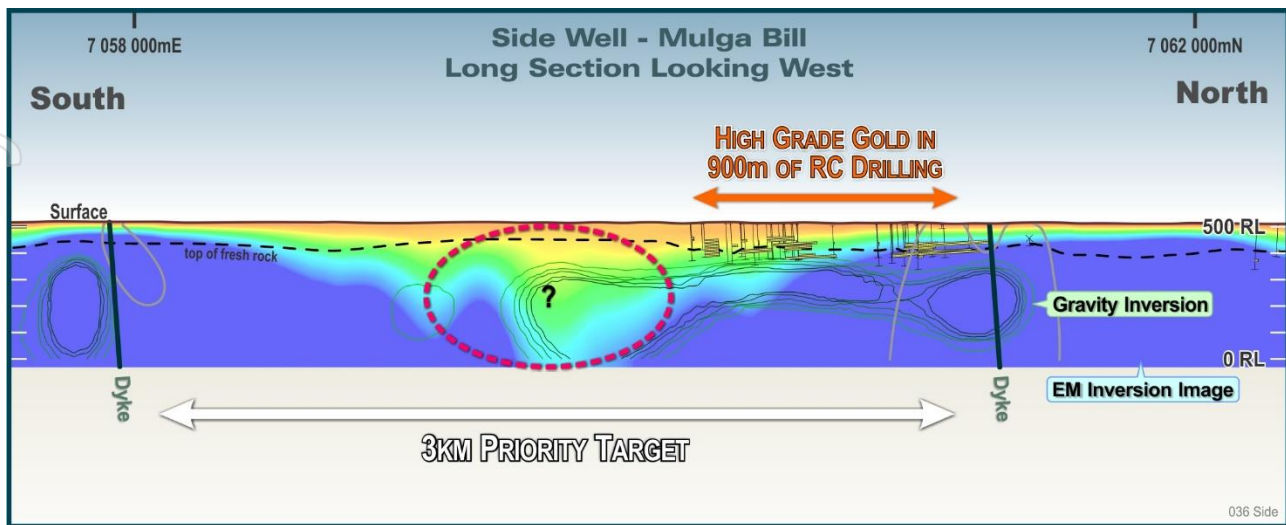 7 058 000mE
Side Well - Mulga Bill
Long Section Looking West
7 062 000mN
South
North
HIGH GRADE GOLD IN
900m OF RC DRILLING
Surface
500 RL
top of fresh rock
?
Gravity Inversion
0 RL
EM Inversion Image
Dyke
Dyke
3KM PRIORITY TARGET
036 Side